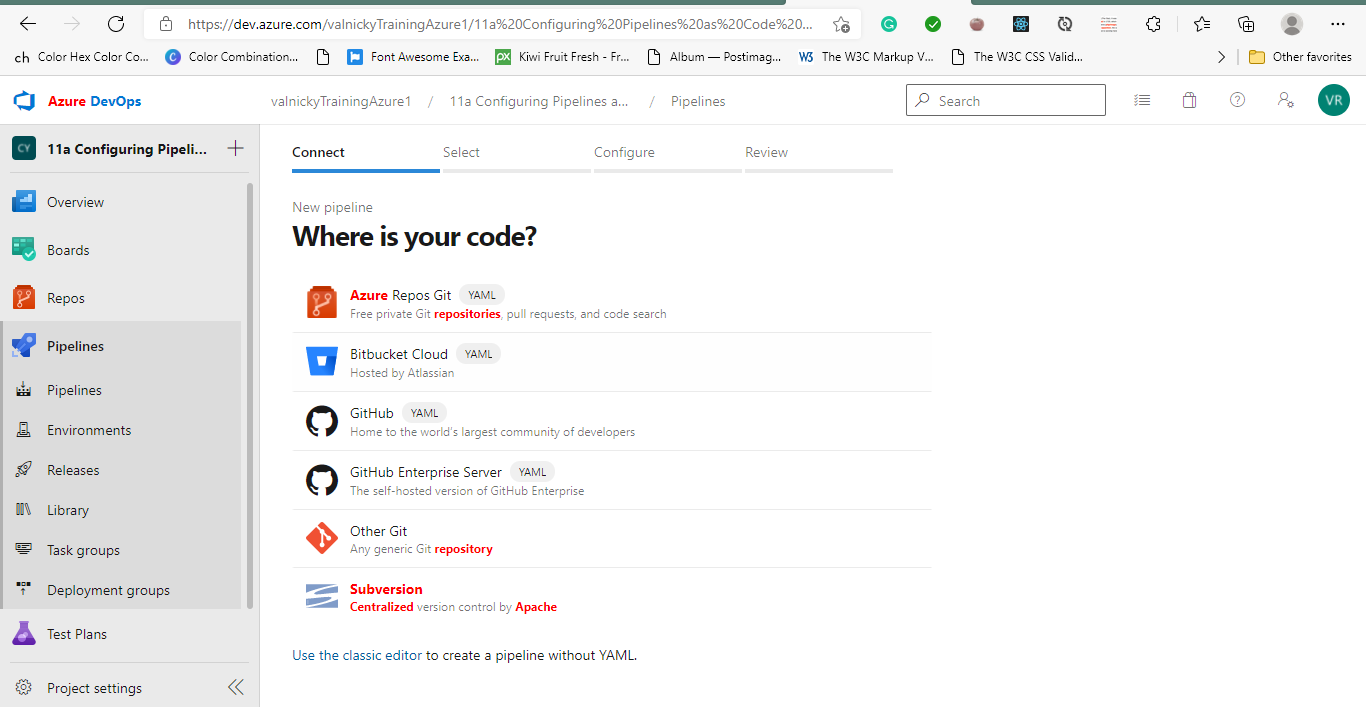 https://dev.azure.com/valnickyTrainingAzure1/11a%20Configuring%20Pipelines%20as%20Code%20...
ch Color Hex Color Co... Color Combination... Font Awesome Exa... Kiwi Fruit Fresh - Fr... Album — Postimag... The W3C Markup V... The W3C CSS Valid... Other favorites
Azure DevOps
valnickyTrainingAzure1 / 11a Configuring Pipelines a... / Pipelines
Search
VR
CY 11a Configuring Pipeli...
Overview
Boards
Repos
Pipelines
Pipelines
Environments
Releases
Library
Task groups
Deployment groups
Test Plans
Project settings
Connect Select Configure Review
New pipeline
Where is your code?
Azure Repos Git YAML
Free private Git repositories, pull requests, and code search
Bitbucket Cloud YAML
Hosted by Atlassian
GitHub YAML
Home to the world's largest community of developers
GitHub Enterprise Server YAML
The self-hosted version of GitHub Enterprise
Other Git
Any generic Git repository
Subversion
Centralized version control by Apache
Use the classic editor to create a pipeline without YAML.